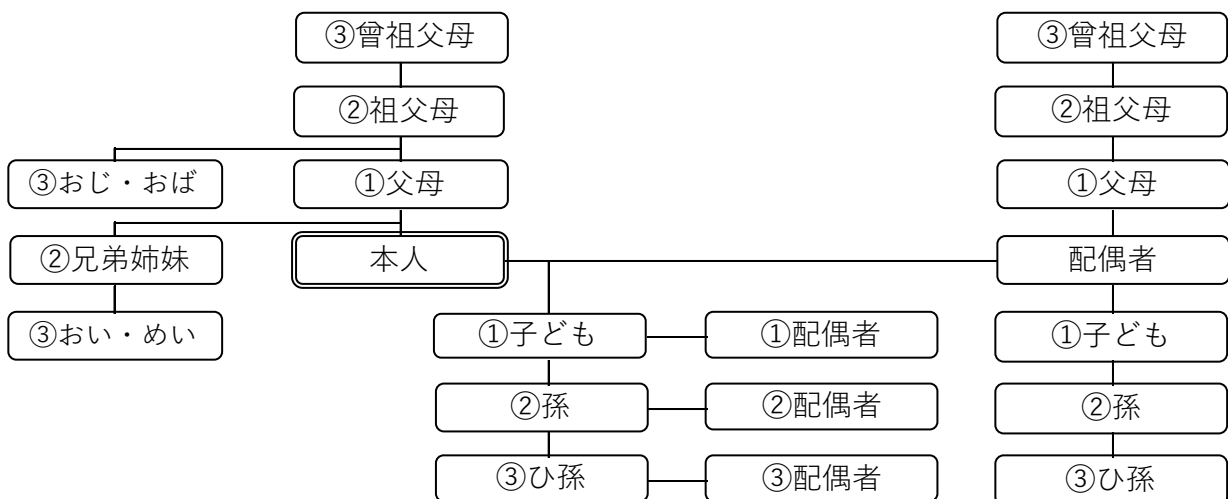 ③曾祖父母
③曾祖父母
②祖父母
②祖父母
③おじ・おば
①父母
①父母
②兄弟姉妹
本人
配偶者
③おい・めい
①子ども
①配偶者
①子ども
②孫
②配偶者
②孫
③ひ孫
③配偶者
③ひ孫